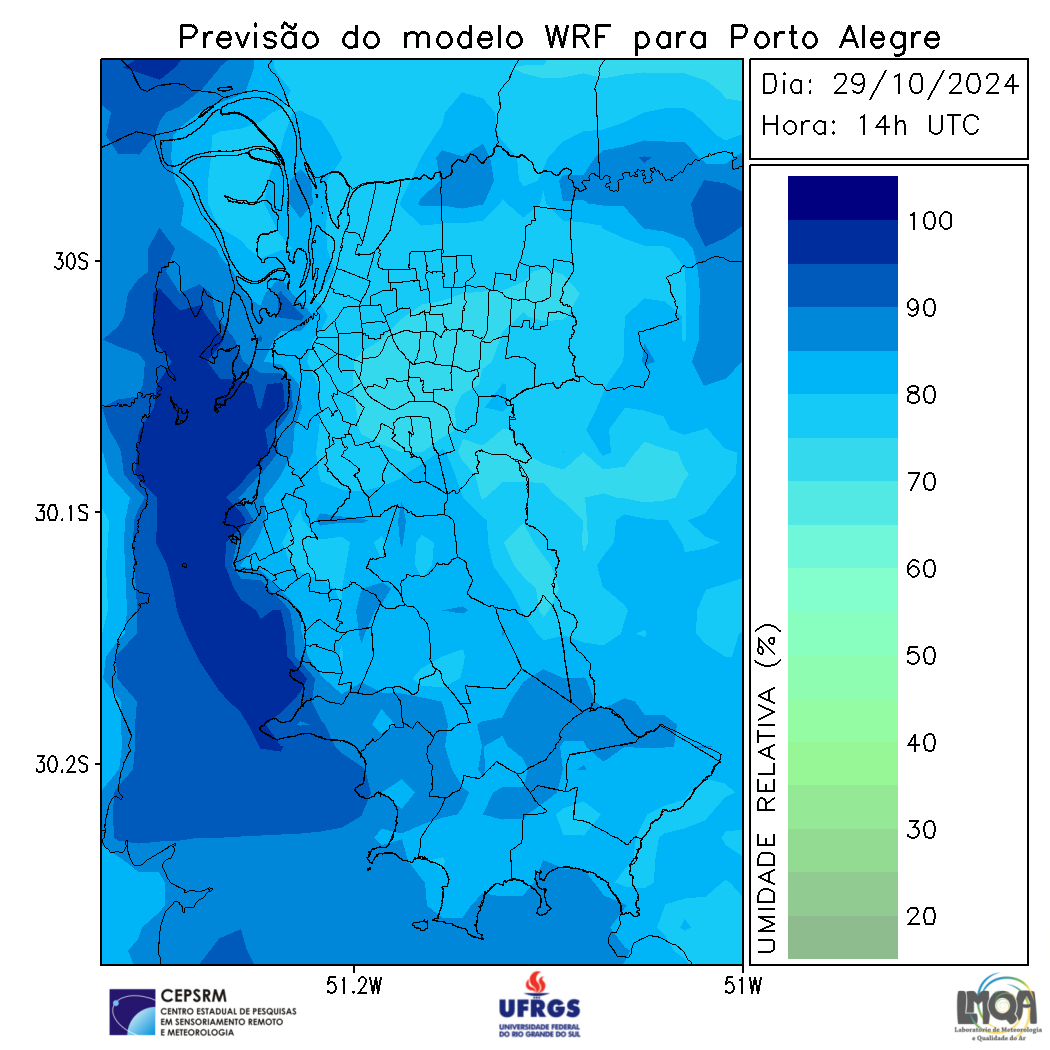 Previsão do modelo WRF para Porto Alegre
Dia: 29/10/2024
Hora: 14h UTC
30S
30.1S
30.2S
51.2W
51W
100
90
80
70
60
50
40
30
20
UMIDADE RELATIVA (%)
CEPSRM
CENTRO ESTADUAL DE PESQUISAS
EM SENSORIAMENTO REMOTO
E METEOROLOGIA
UFRGS
UNIVERSIDADE FEDERAL
DO RIO GRANDE DO SUL
LMQA
Laboratório de Meteorologia
e Qualidade do Ar